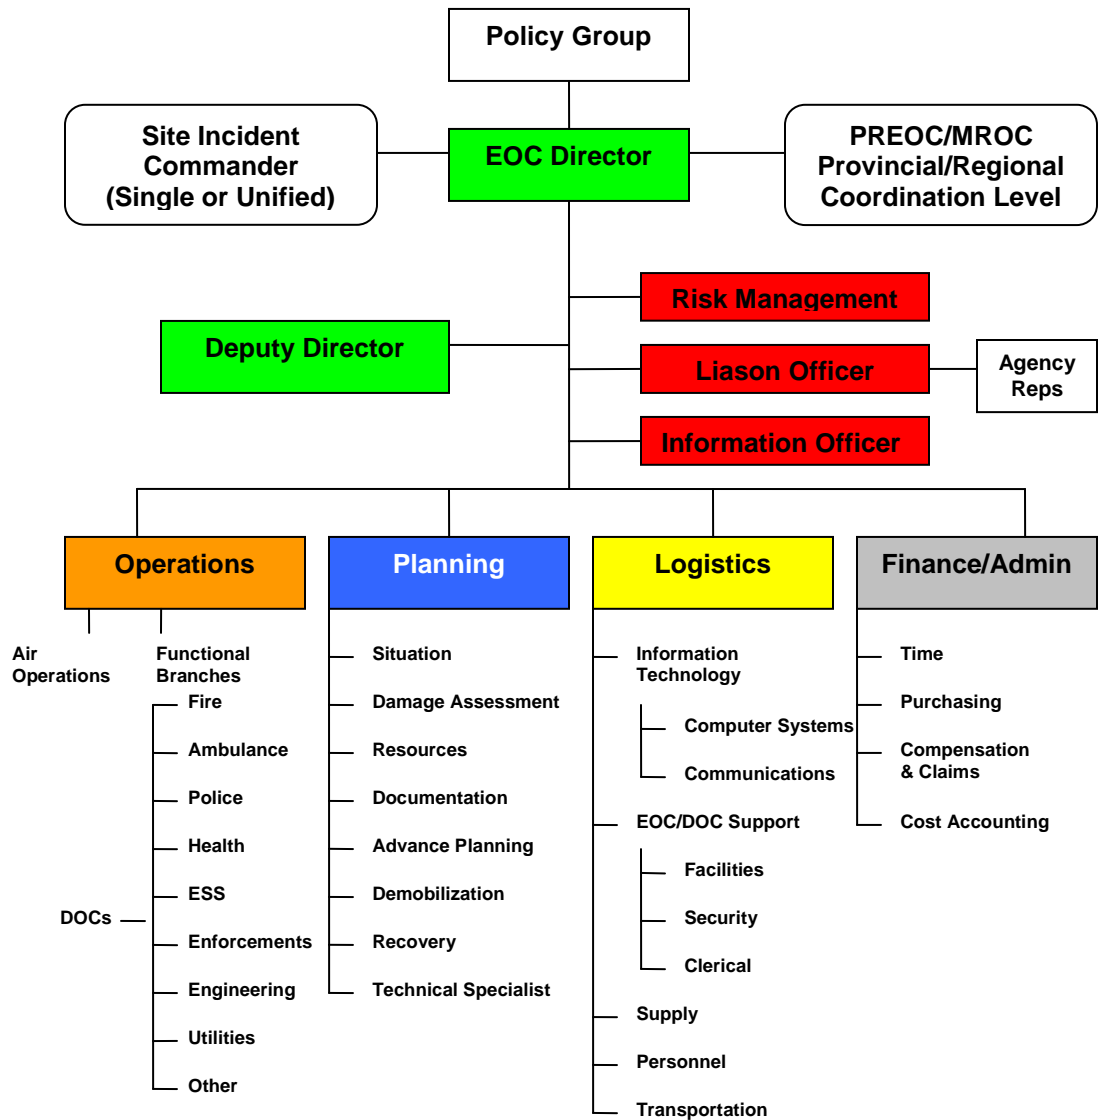 Policy Group
Site Incident
Commander
(Single or Unified)
EOC Director
PREOC/MROC
Provincial/Regional
Coordination Level
Risk Management
Deputy Director
Liason Officer
Agency
Reps
Information Officer
Operations
Air
Operations
Functional
Branches
Fire
Ambulance
Police
Health
ESS
DOCs
Enforcements
Engineering
Utilities
Other
Planning
Situation
Damage Assessment
Resources
Documentation
Advance Planning
Demobilization
Recovery
Technical Specialist
Logistics
Information
Technology
Computer Systems
Communications
EOC/DOC Support
Facilities
Security
Clerical
Supply
Personnel
Transportation
Finance/Admin
Time
Purchasing
Compensation
& Claims
Cost Accounting